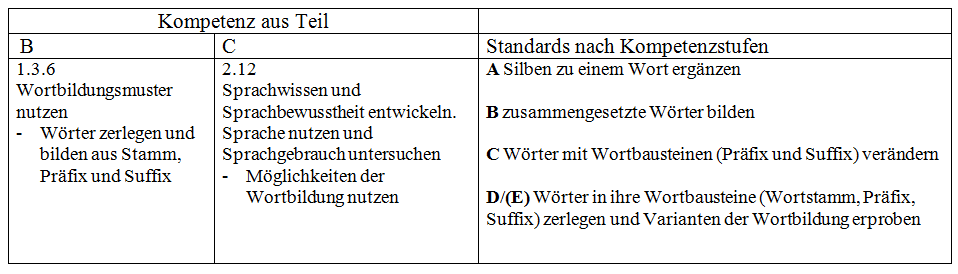 Kompetenz aus Teil
B
C
Standards nach Kompetenzstufen
1.3.6
Wortbildungsmuster
nutzen
- Wörter zerlegen und
bilden aus Stamm,
Präfix und Suffix
2.12
Sprachwissen und
Sprachbewusstheit entwickeln.
Sprache nutzen und
Sprachgebrauch untersuchen
- Möglichkeiten der
Wortbildung nutzen
A Silben zu einem Wort ergänzen
B zusammengesetzte Wörter bilden
C Wörter mit Wortbausteinen (Präfix und Suffix) verändern
D/(E) Wörter in ihre Wortbausteine (Wortstamm, Präfix,
Suffix) zerlegen und Varianten der Wortbildung erproben